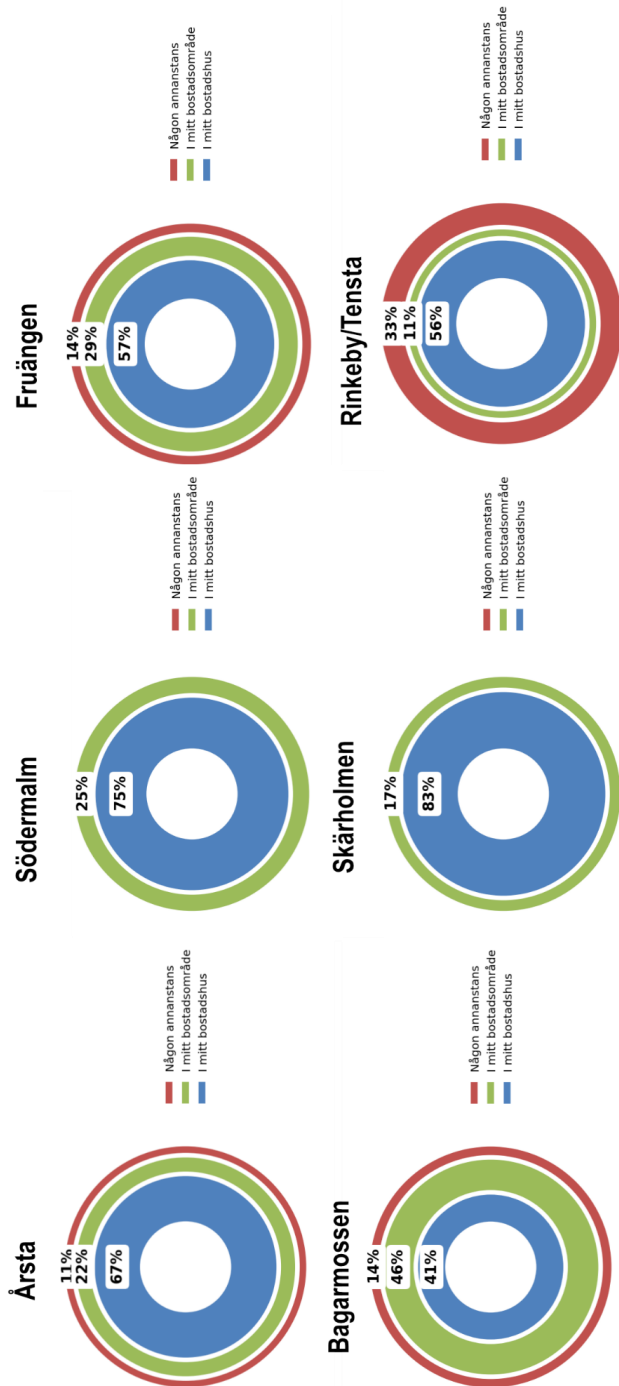 Årsta
11%
22%
67%
Någon annanstans
I mitt bostadsområde
I mitt bostadshus
Södermalm
25%
75%
Någon annanstans
I mitt bostadsområde
I mitt bostadshus
Fruängen
14%
29%
57%
Någon annanstans
I mitt bostadsområde
I mitt bostadshus
Bagarmossen
14%
46%
41%
Någon annanstans
I mitt bostadsområde
I mitt bostadshus
Skärholmen
17%
83%
Någon annanstans
I mitt bostadsområde
I mitt bostadshus
Rinkeby/Tensta
33%
11%
56%
Någon annanstans
I mitt bostadsområde
I mitt bostadshus